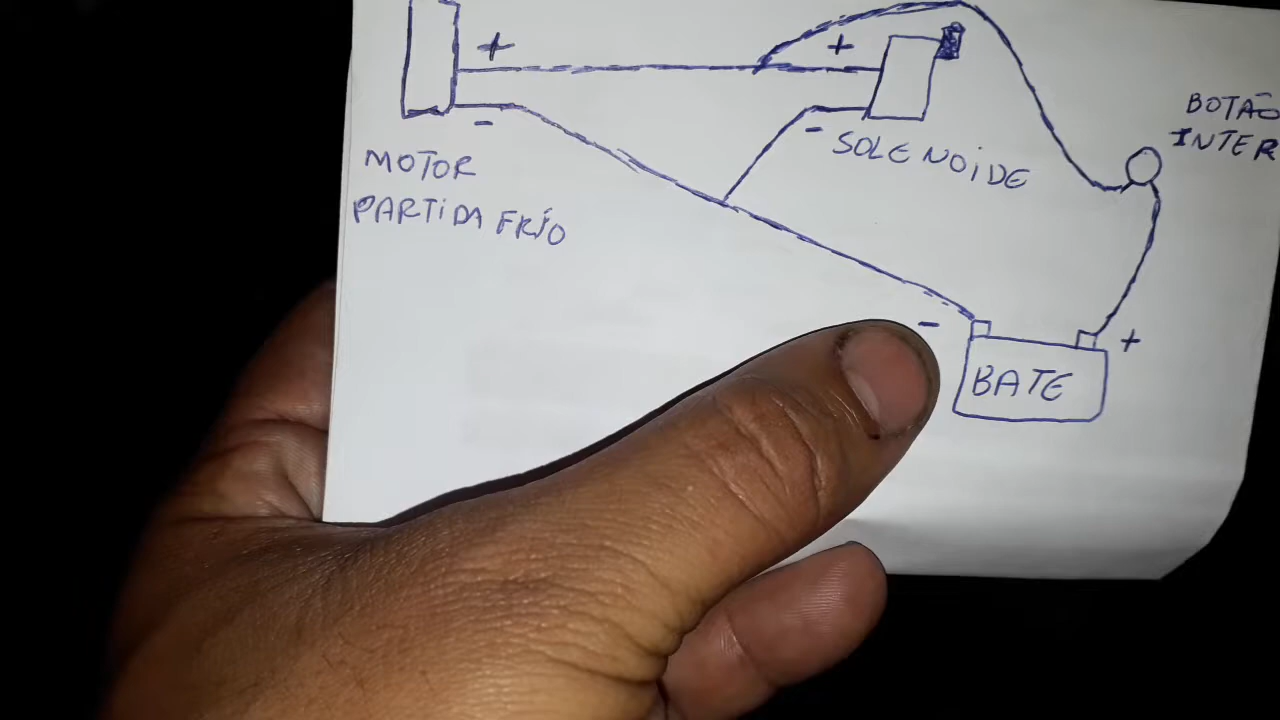 +
+
-
-
BOTÃO
INTER
SOLENOiDE
MOTOR
PARTiDA FRÍO
-
+
BATE